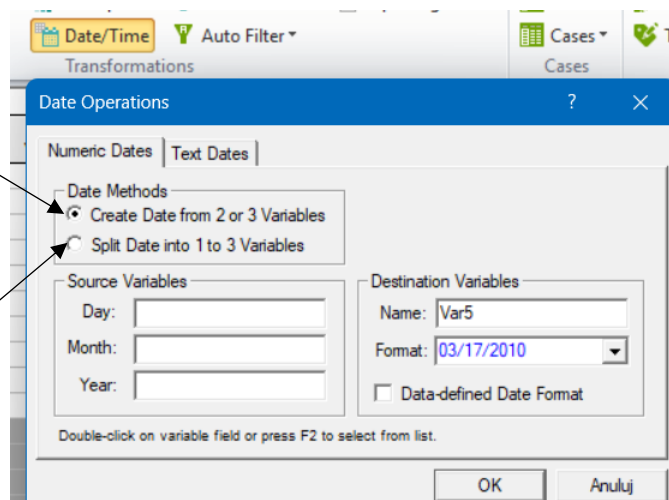 Date/Time Auto Filter Cases
Transformations Cases
Date Operations ?
Numeric Dates Text Dates
Date Methods
Create Date from 2 or 3 Variables
Split Date into 1 to 3 Variables
Source Variables
Day:
Month:
Year:
Destination Variables
Name: Var5
Format: 03/17/2010
Data-defined Date Format
Double-click on variable field or press F2 to select from list.
OK Anuluj